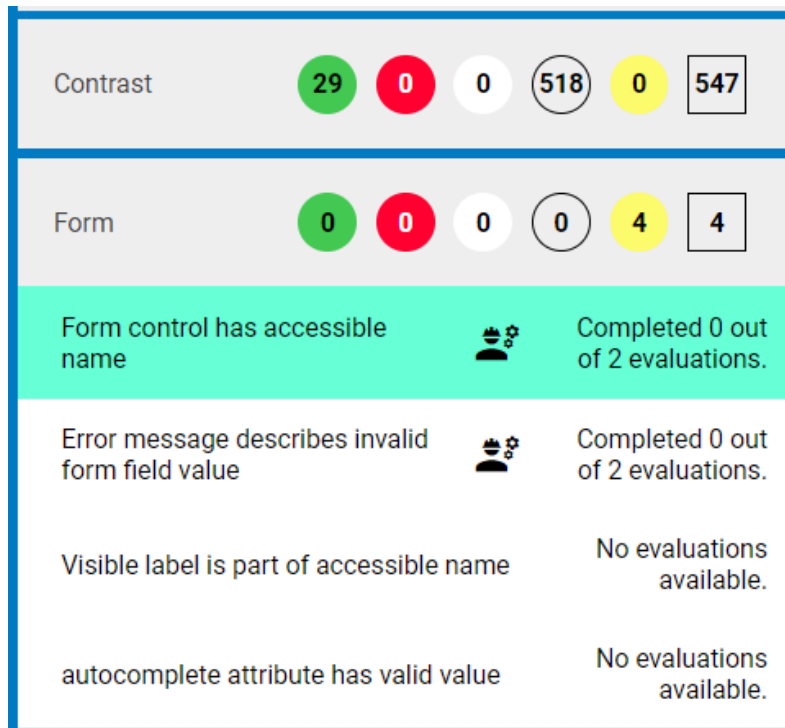 Contrast 29 0 0 518 0 547
Form 0 0 0 0 4 4
Form control has accessible
name
Completed 0 out
of 2 evaluations.
Error message describes invalid
form field value
Completed 0 out
of 2 evaluations.
Visible label is part of accessible name
No evaluations
available.
autocomplete attribute has valid value
No evaluations
available.